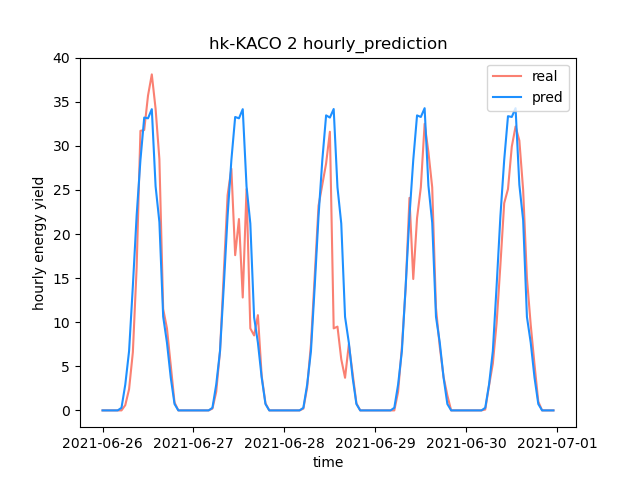 hk-KACO 2 hourly_prediction
real
pred
hourly energy yield
40
35
30
25
20
15
10
5
0
2021-06-26 2021-06-27 2021-06-28 2021-06-29 2021-06-30 2021-07-01
time